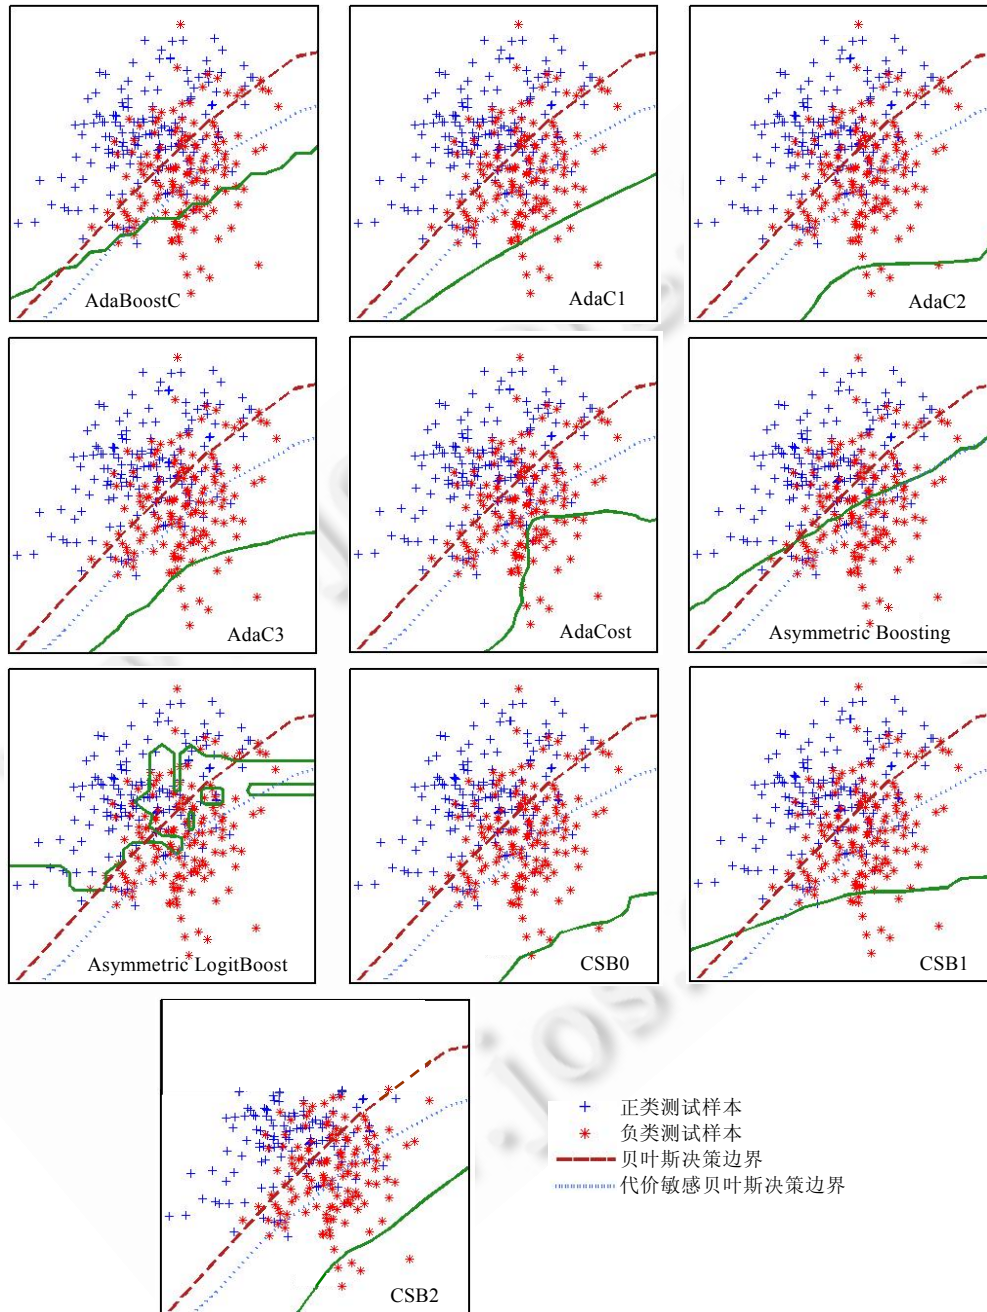 AdaBoostC
AdaC1
AdaC2
AdaC3
AdaCost
Asymmetric Boosting
Asymmetric LogitBoost
CSB0
CSB1
CSB2
正类测试样本
负类测试样本
贝叶斯决策边界
代价敏感贝叶斯决策边界